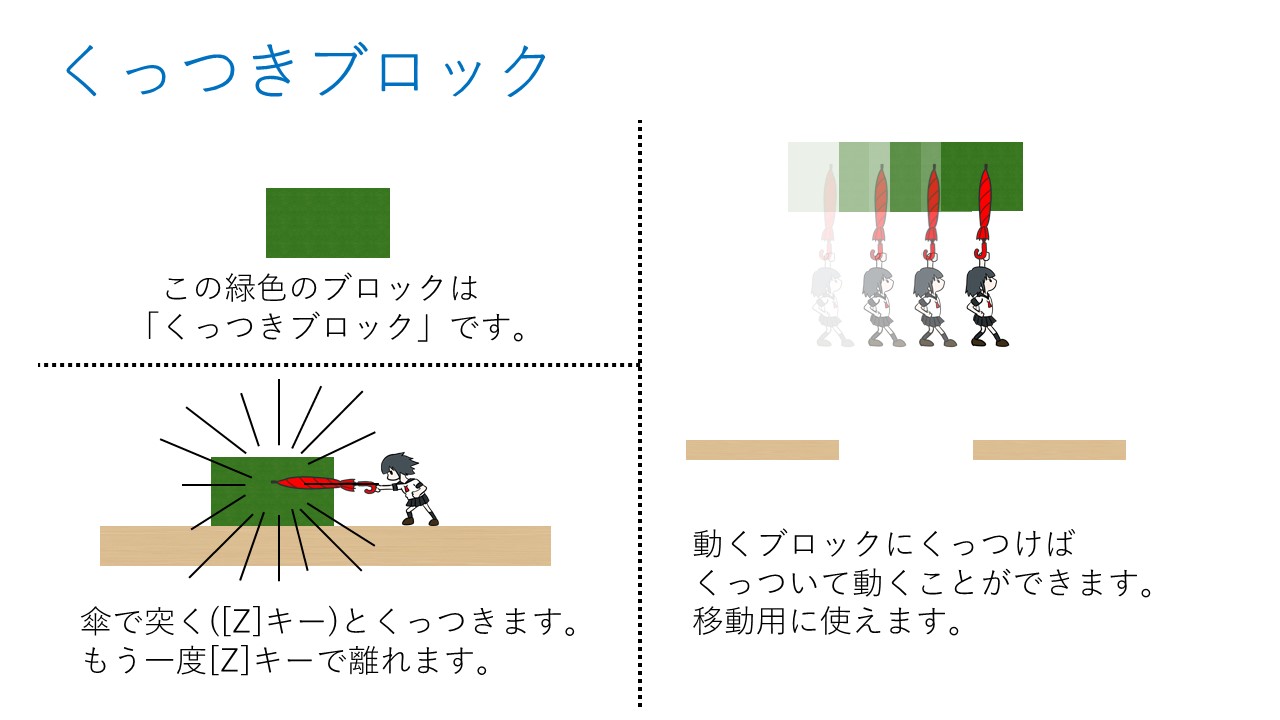 くっつきブロック
この緑色のブロックは
「くっつきブロック」です。
傘で突く([Z]キー)とくっつきます。
もう一度[Z]キーで離れます。
動くブロックにくっつけば
くっついて動くことができます。
移動用に使えます。